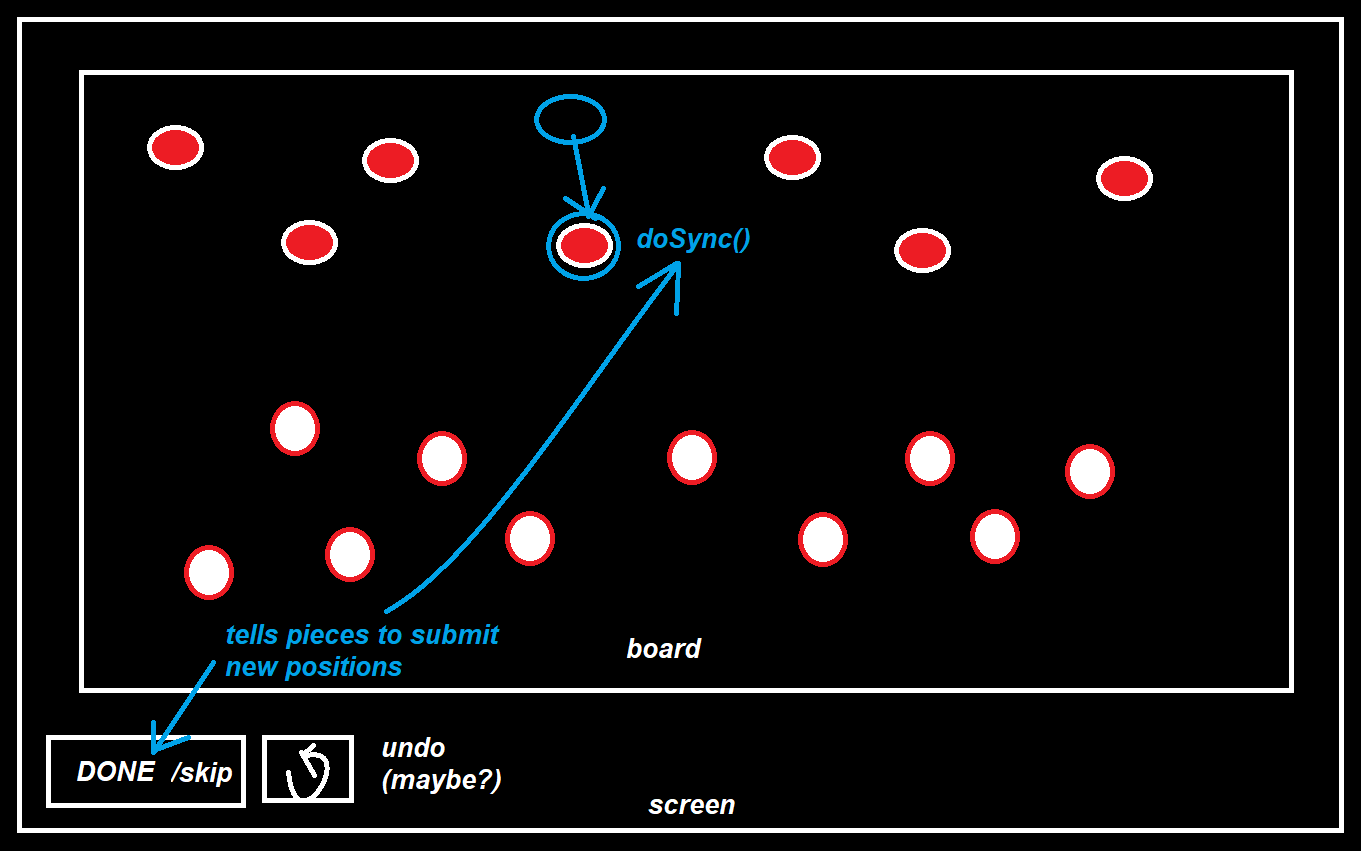 doSync()
tells pieces to submit
new positions
board
DONE /skip
undo
(maybe?)
screen